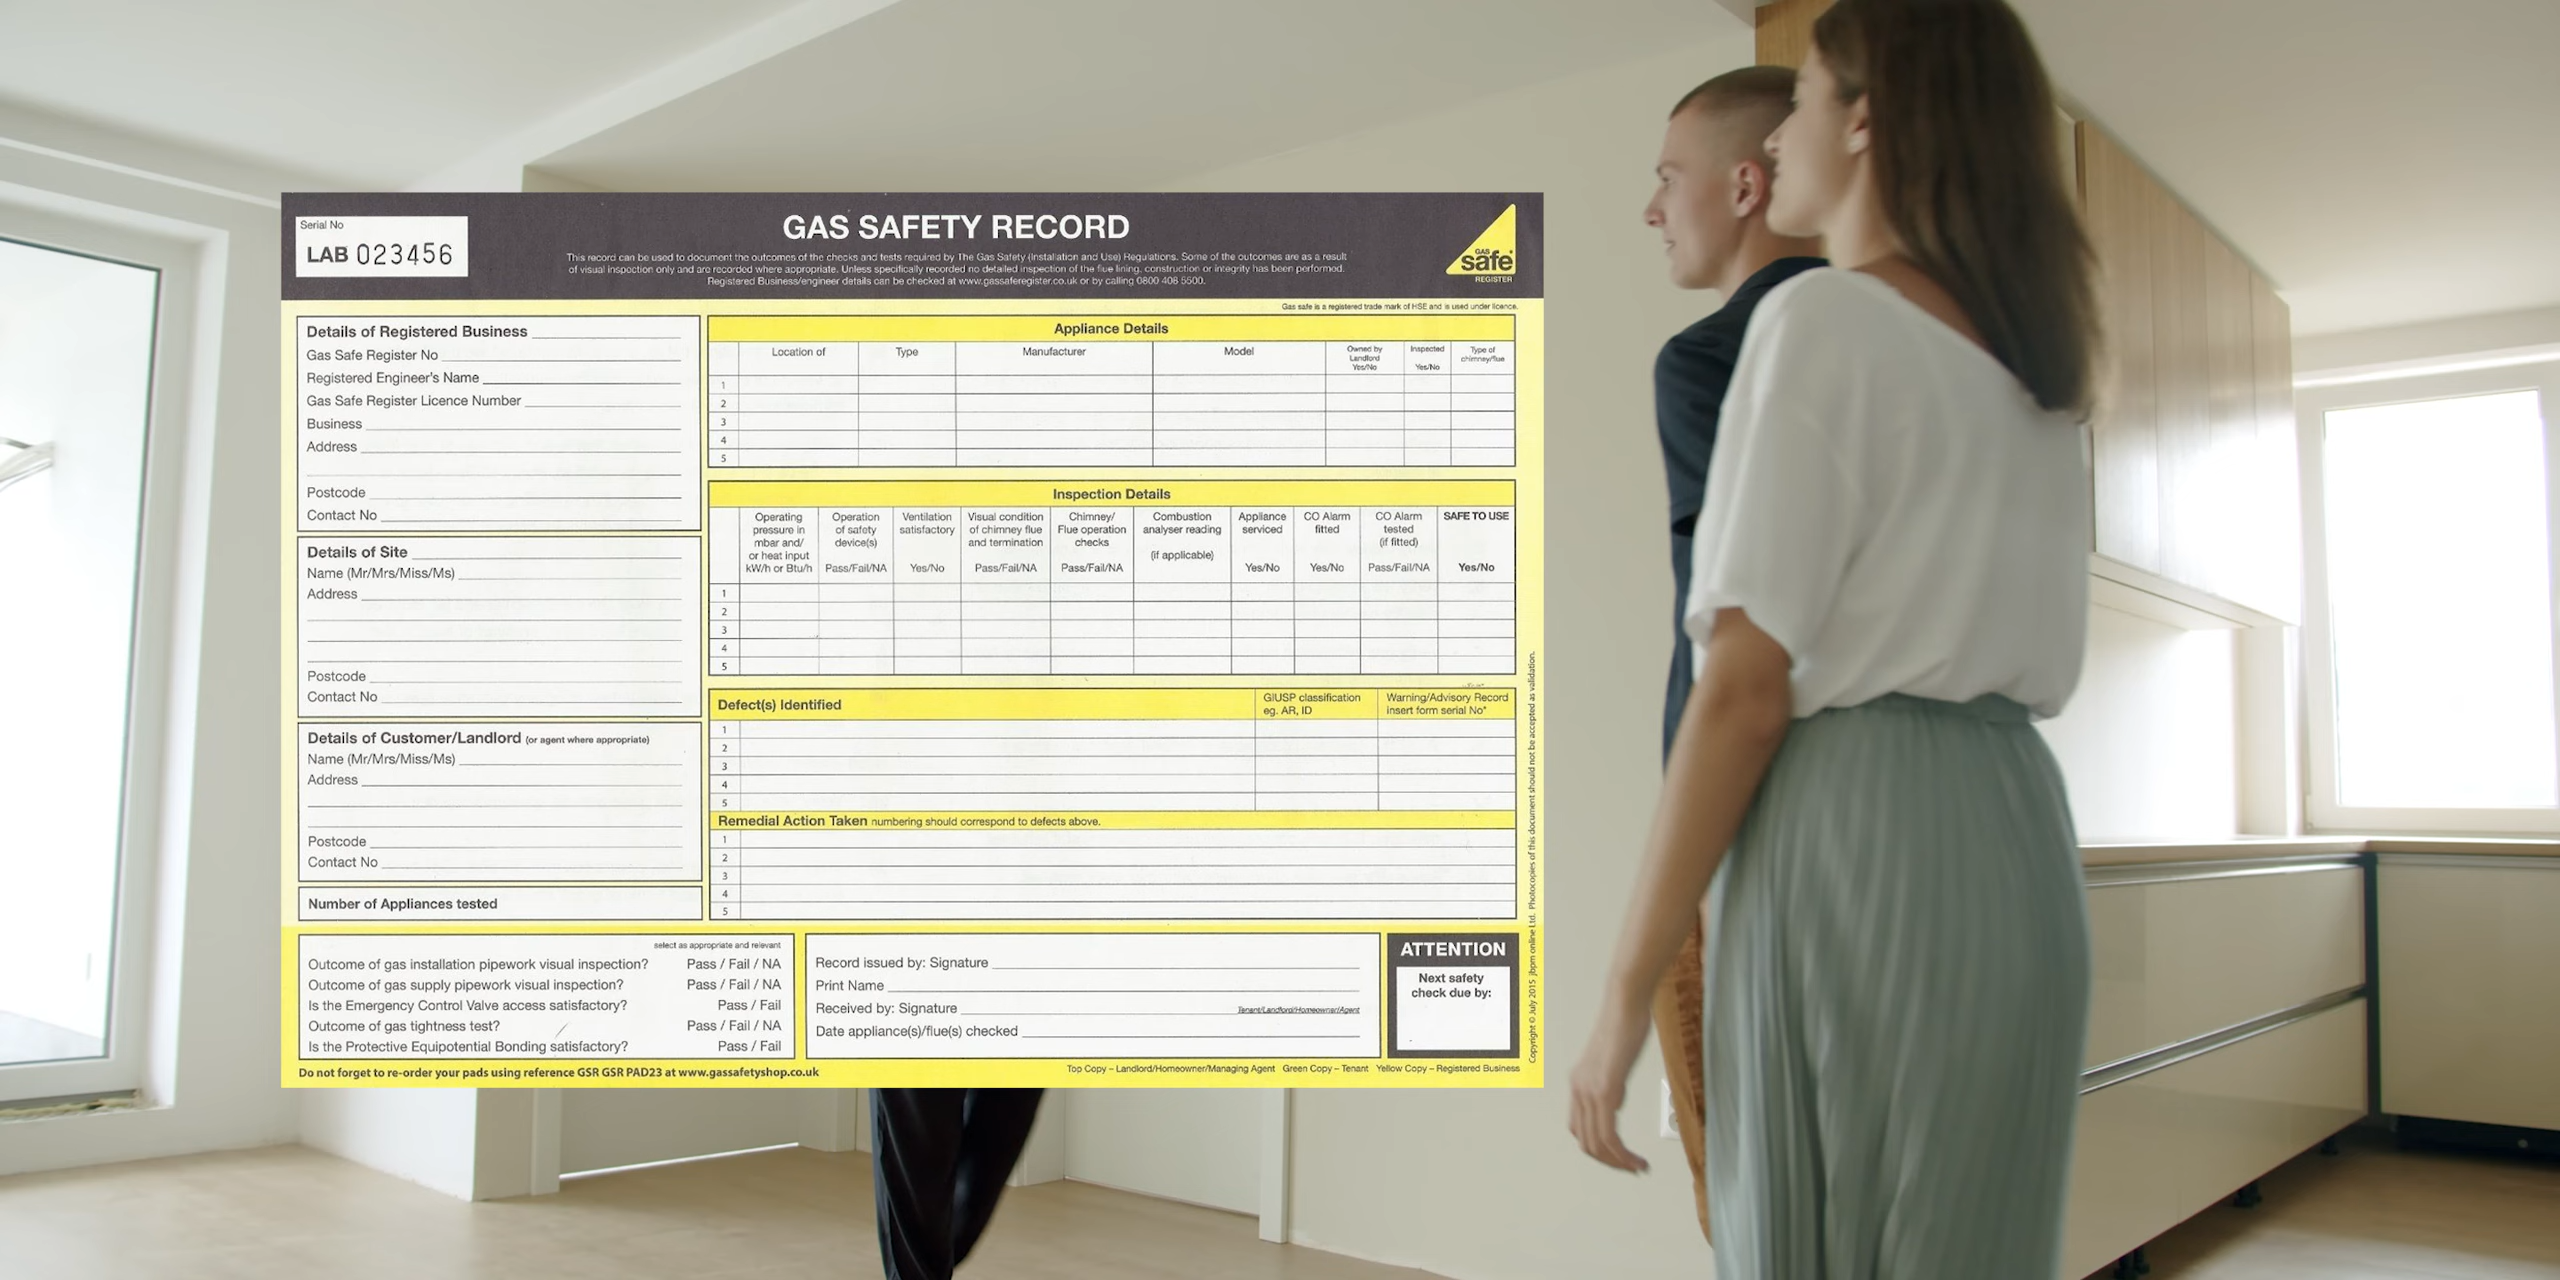 Serial No
LAB 023456
GAS SAFETY RECORD
This record can be used to document the outcomes of the checks and tests required by The Gas Safety (Installation and Use) Regulations. Some of the outcomes are as a result
of visual inspection only and are recorded where appropriate. Unless specifically recorded no detailed inspection of the flue lining, construction or integrity has been performed.
Registered Business/engineer details can be checked at www.gassaferegister.co.uk or by calling 0800 408 5500.
GAS
safe
REGISTER
Gas safe is a registered trade mark of HSE and is used under licence.
Details of Registered Business
Gas Safe Register No
Registered Engineer's Name
Gas Safe Register Licence Number
Business
Address
Postcode
Contact No
Details of Site
Name (Mr/Mrs/Miss/Ms)
Address
Postcode
Contact No
Details of Customer/Landlord (or agent where appropriate)
Name (Mr/Mrs/Miss/Ms)
Address
Postcode
Contact No
Number of Appliances tested
Appliance Details
Location of Type Manufacturer Model Owned by Landlord Yes/No Inspected Yes/No Type of chimney/flue
1
2
3
4
5
Inspection Details
Operating pressure in mbar and/ or heat input kW/h or Btu/h
Operation of safety device(s) Pass/Fail/NA
Ventilation satisfactory Yes/No
Visual condition of chimney flue and termination Pass/Fail/NA
Chimney/ Flue operation checks Pass/Fail/NA
Combustion analyser reading (if applicable)
Appliance serviced Yes/No
CO Alarm fitted Yes/No
CO Alarm tested (if fitted) Pass/Fail/NA
SAFE TO USE Yes/No
1
2
3
4
5
Defect(s) Identified
GIUSP classification eg. AR, ID
Warning/Advisory Record insert form serial No*
1
2
3
4
5
Remedial Action Taken numbering should correspond to defects above.
1
2
3
4
5
select as appropriate and relevant
Outcome of gas installation pipework visual inspection? Pass / Fail / NA
Outcome of gas supply pipework visual inspection? Pass / Fail / NA
Is the Emergency Control Valve access satisfactory? Pass / Fail
Outcome of gas tightness test? Pass / Fail / NA
Is the Protective Equipotential Bonding satisfactory? Pass / Fail
Record issued by: Signature
Print Name
Received by: Signature Tenant/Landlord/Homeowner/Agent
Date appliance(s)/flue(s) checked
ATTENTION
Next safety
check due by:
Do not forget to re-order your pads using reference GSR GSR PAD23 at www.gassafetyshop.co.uk
Top Copy – Landlord/Homeowner/Managing Agent Green Copy – Tenant Yellow Copy – Registered Business
Copyright © July 2015 jbpm online Ltd. Photocopies of this document should not be accepted as validation.